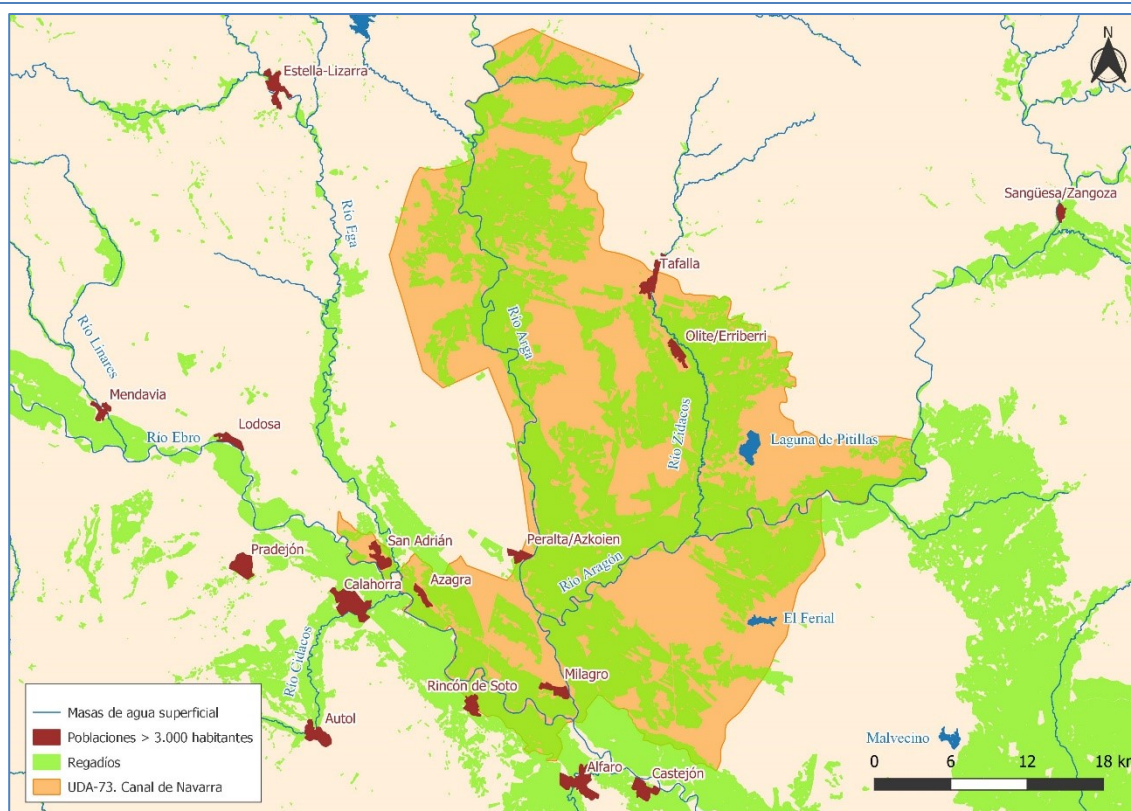 N
Estella-Lizarra
Sangüesa/Zangoza
Río Ega
Tafalla
Río Arga
Olite/Erriberri
Río Linares
Mendavia
Río Ebro
Lodosa
Río Zidacos
Laguna de Pitillas
San Adrián
Peralta/Azkoien
Pradejón
Azagra
Río Aragón
Calahorra
El Ferial
Río Cidacos
Milagro
Rincón de Soto
Autol
Malvecino
Alfaro
Castejón
Masas de agua superficial
Poblaciones > 3.000 habitantes
Regadíos
UDA-73. Canal de Navarra
0 6 12 18 km